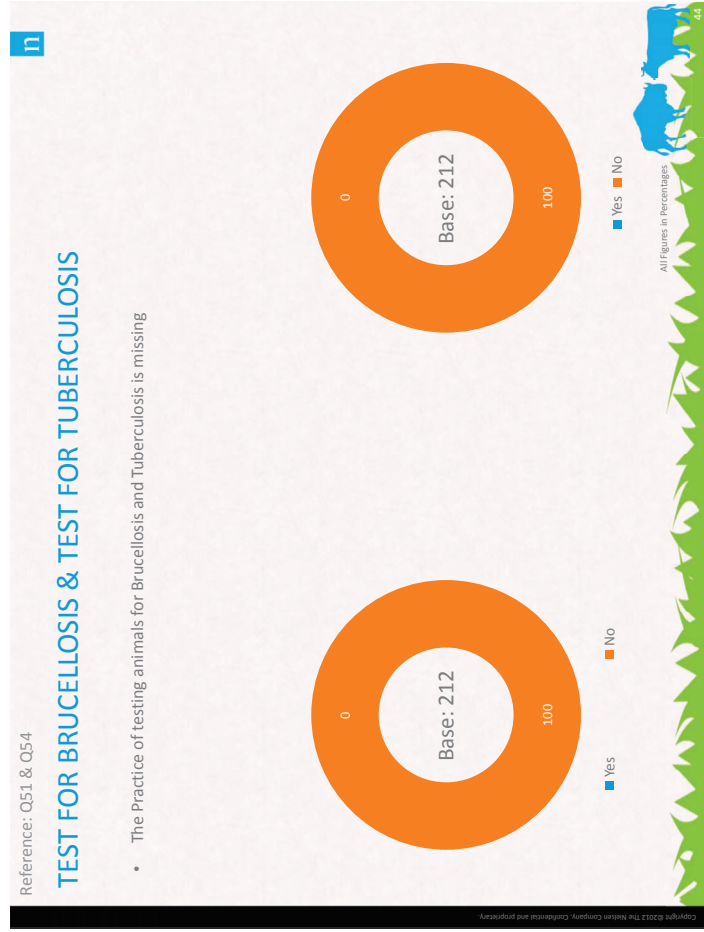 Reference: Q51 & Q54
n
TEST FOR BRUCELLOSIS & TEST FOR TUBERCULOSIS
• The Practice of testing animals for Brucellosis and Tuberculosis is missing
0
Base: 212
100
Yes No
0
Base: 212
100
Yes No
All Figures in Percentages
44
Copyright ©2012 The Nielsen Company. Confidential and proprietary.